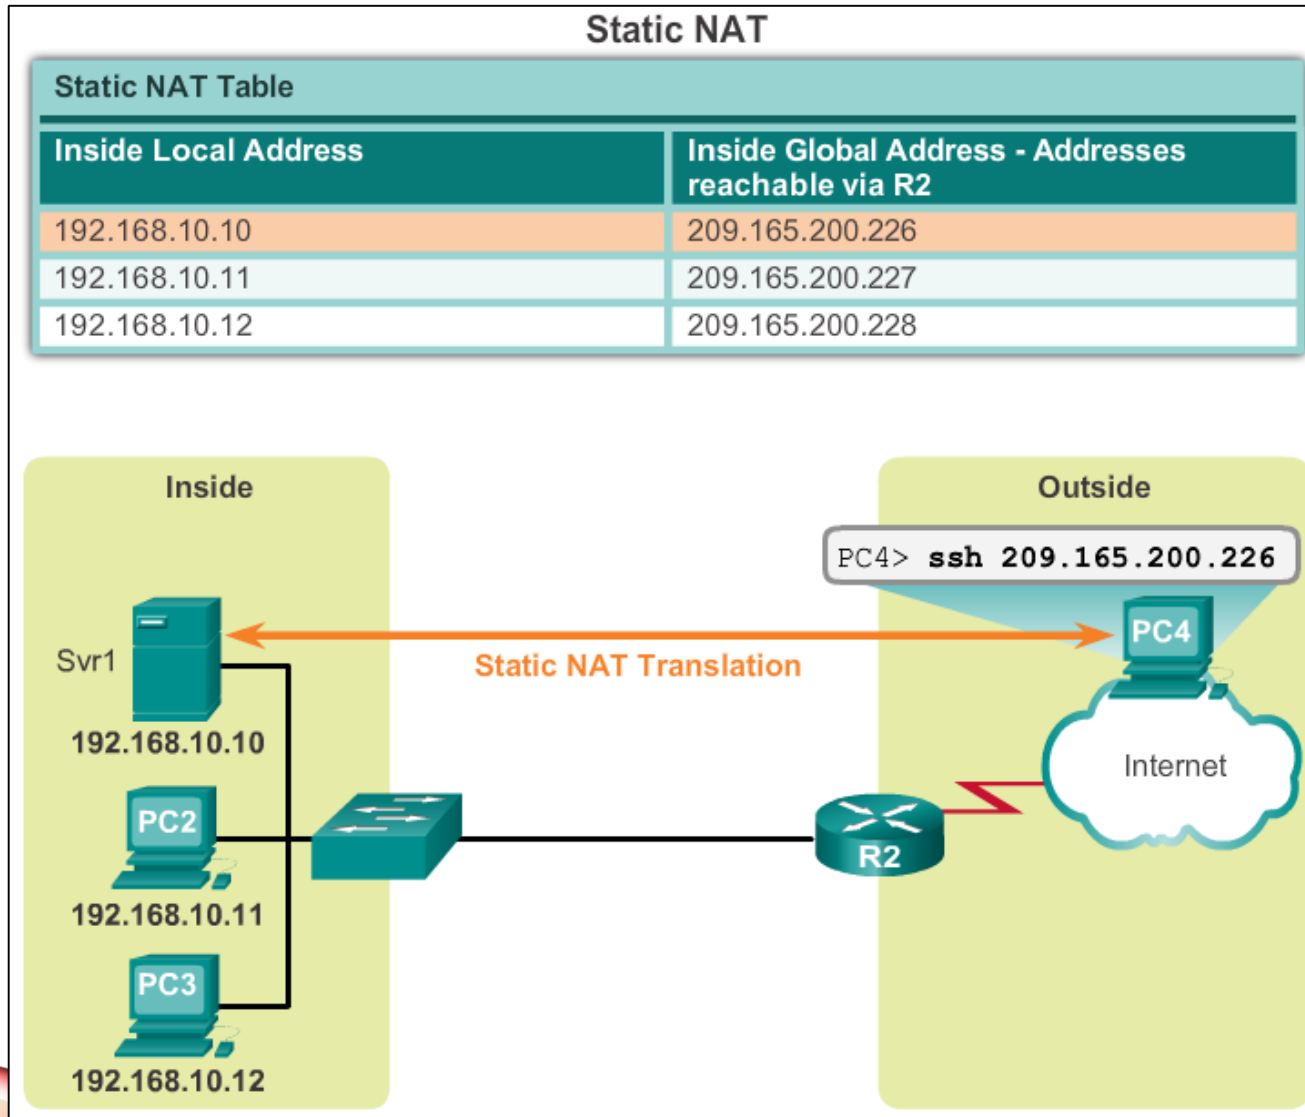 Static NAT
Static NAT Table
Inside Local Address
Inside Global Address - Addresses
reachable via R2
192.168.10.10
209.165.200.226
192.168.10.11
209.165.200.227
192.168.10.12
209.165.200.228
Inside
Outside
PC4> ssh 209.165.200.226
PC4
Svr1
Static NAT Translation
192.168.10.10
Internet
PC2
R2
192.168.10.11
PC3
192.168.10.12